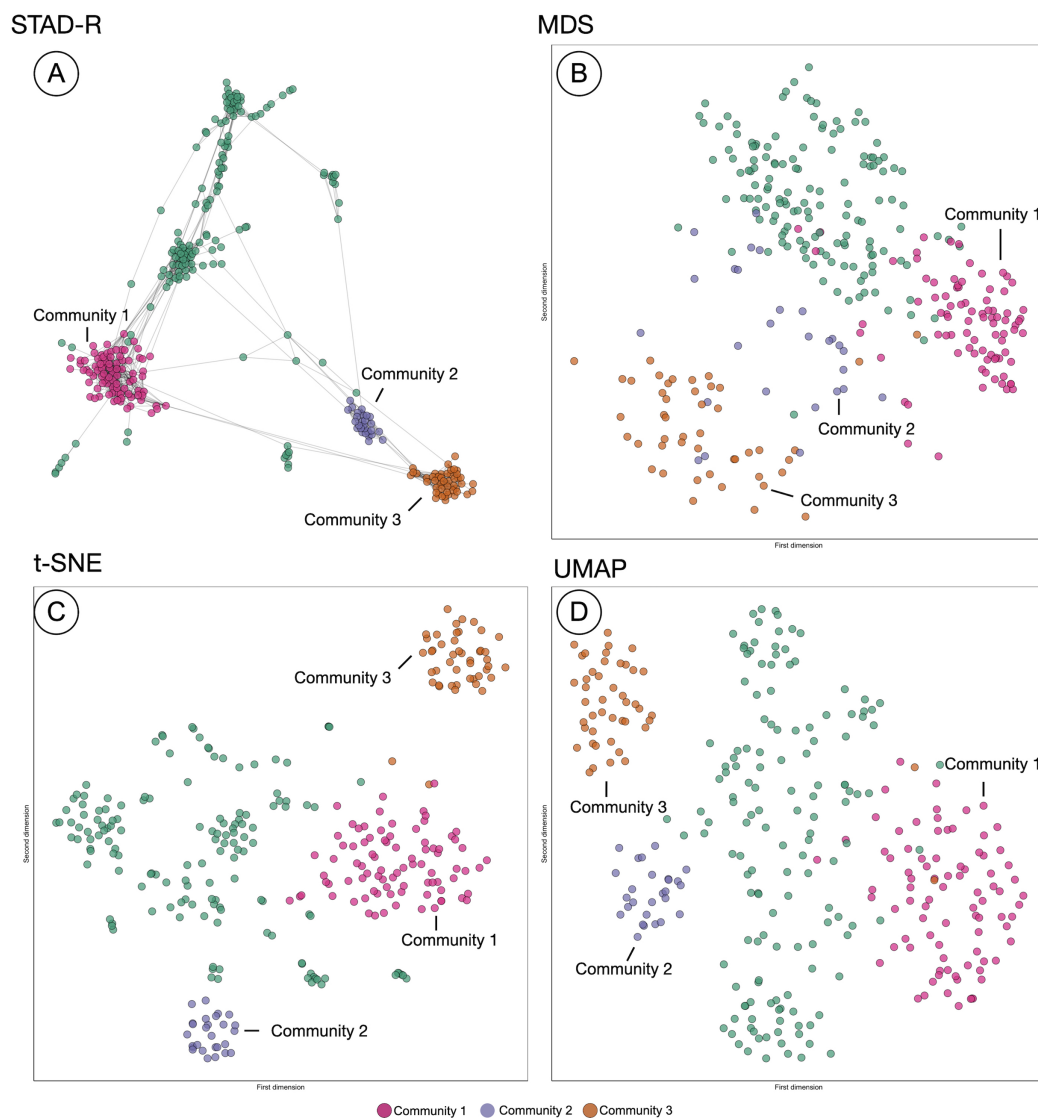 STAD-R
A
Community 1
Community 2
Community 3
MDS
B
Second dimension
Community 1
Community 2
Community 3
First dimension
t-SNE
C
Second dimension
Community 3
Community 1
Community 2
First dimension
UMAP
D
Second dimension
Community 1
Community 3
Community 2
First dimension
Community 1 Community 2 Community 3